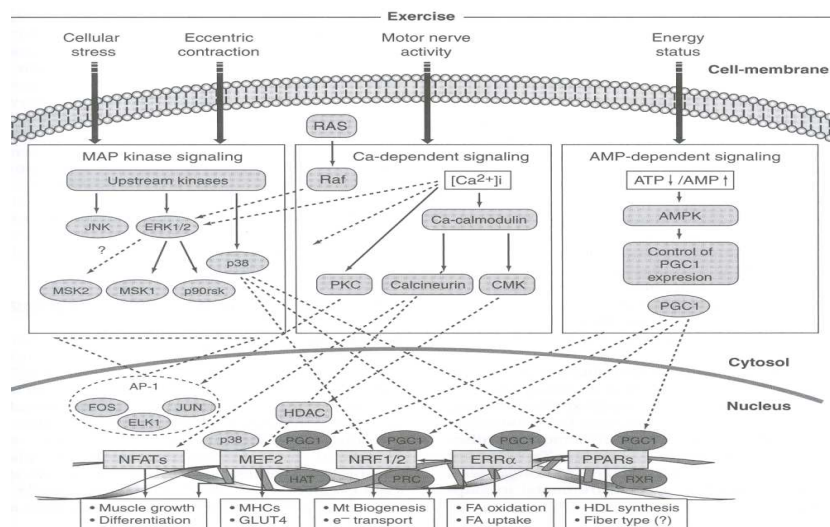 Exercise
Cellular
stress
Eccentric
contraction
Motor nerve
activity
Energy
status
Cell-membrane
RAS
MAP kinase signaling
Ca-dependent signaling
AMP-dependent signaling
Upstream kinases
Raf
[Ca2+]i
ATP↓/AMP↑
JNK
ERK1/2
Ca-calmodulin
AMPK
?
p38
Control of
PGC1
expresion
MSK2
MSK1
p90rsk
PKC
Calcineurin
CMK
PGC1
Cytosol
Nucleus
AP-1
FOS
JUN
ELK1
HDAC
p38
PGC1
PGC1
PGC1
PGC1
NFATs
MEF2
NRF1/2
ERRα
PPARs
HAT
PRC
RXR
• Muscle growth
• Differentiation
• MHCs
• GLUT4
• Mt Biogenesis
• e− transport
• FA oxidation
• FA uptake
• HDL synthesis
• Fiber type (?)